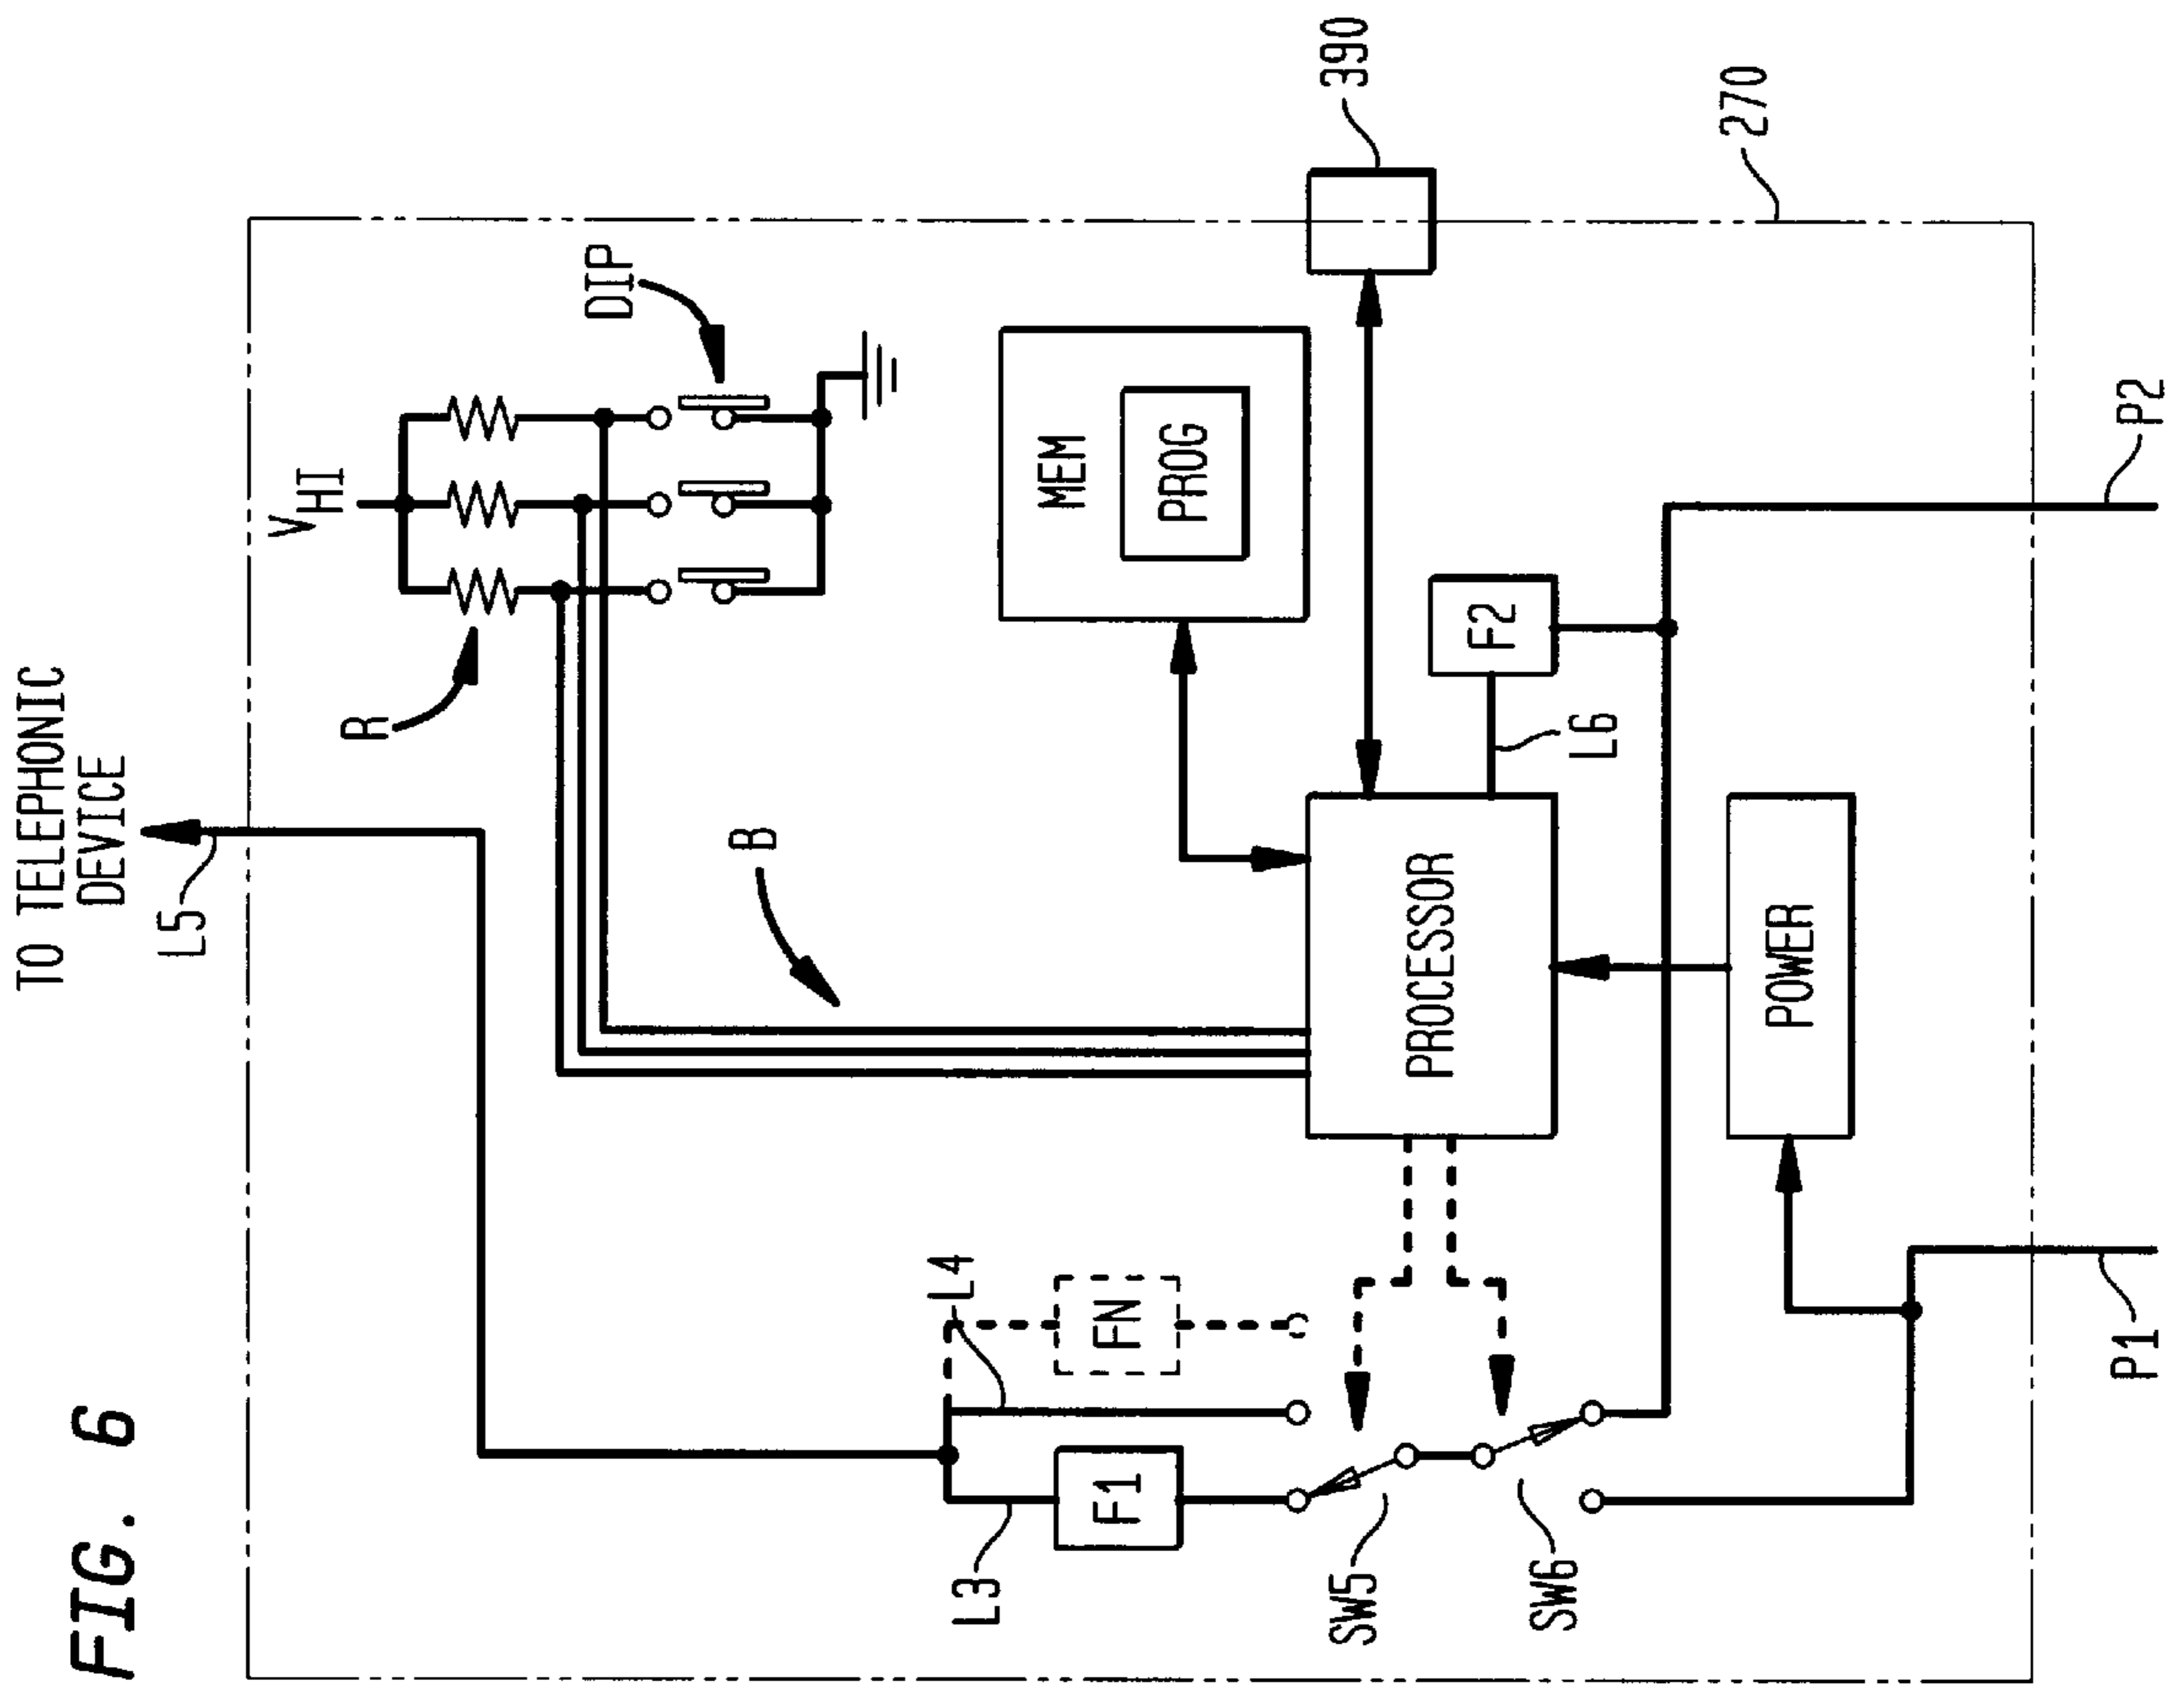 FIG. 6
TO TELEPHONIC
DEVICE
L5
VHI
R
DIP
B
MEM
PROG
390
270
L4
L3
F1
FN
PROCESSOR
F2
L6
SW5
SW6
POWER
P1
P2